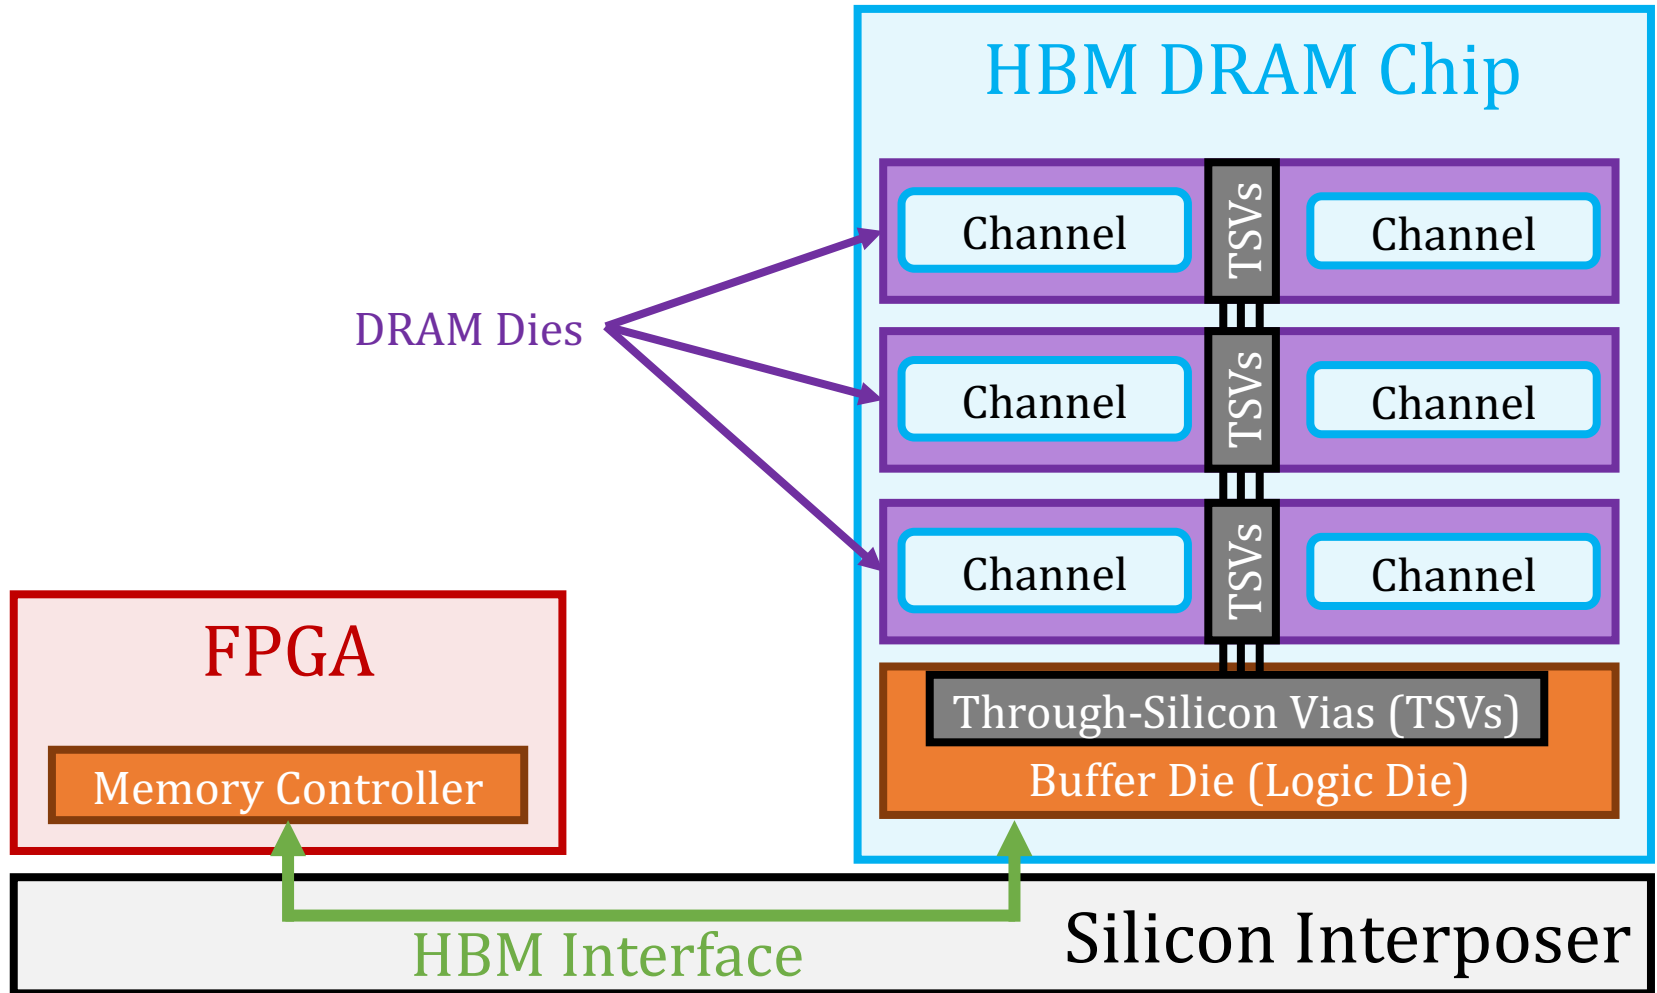 HBM DRAM Chip
Channel
TSVs
Channel
DRAM Dies
Channel
TSVs
Channel
Channel
TSVs
Channel
FPGA
Memory Controller
Through-Silicon Vias (TSVs)
Buffer Die (Logic Die)
HBM Interface
Silicon Interposer